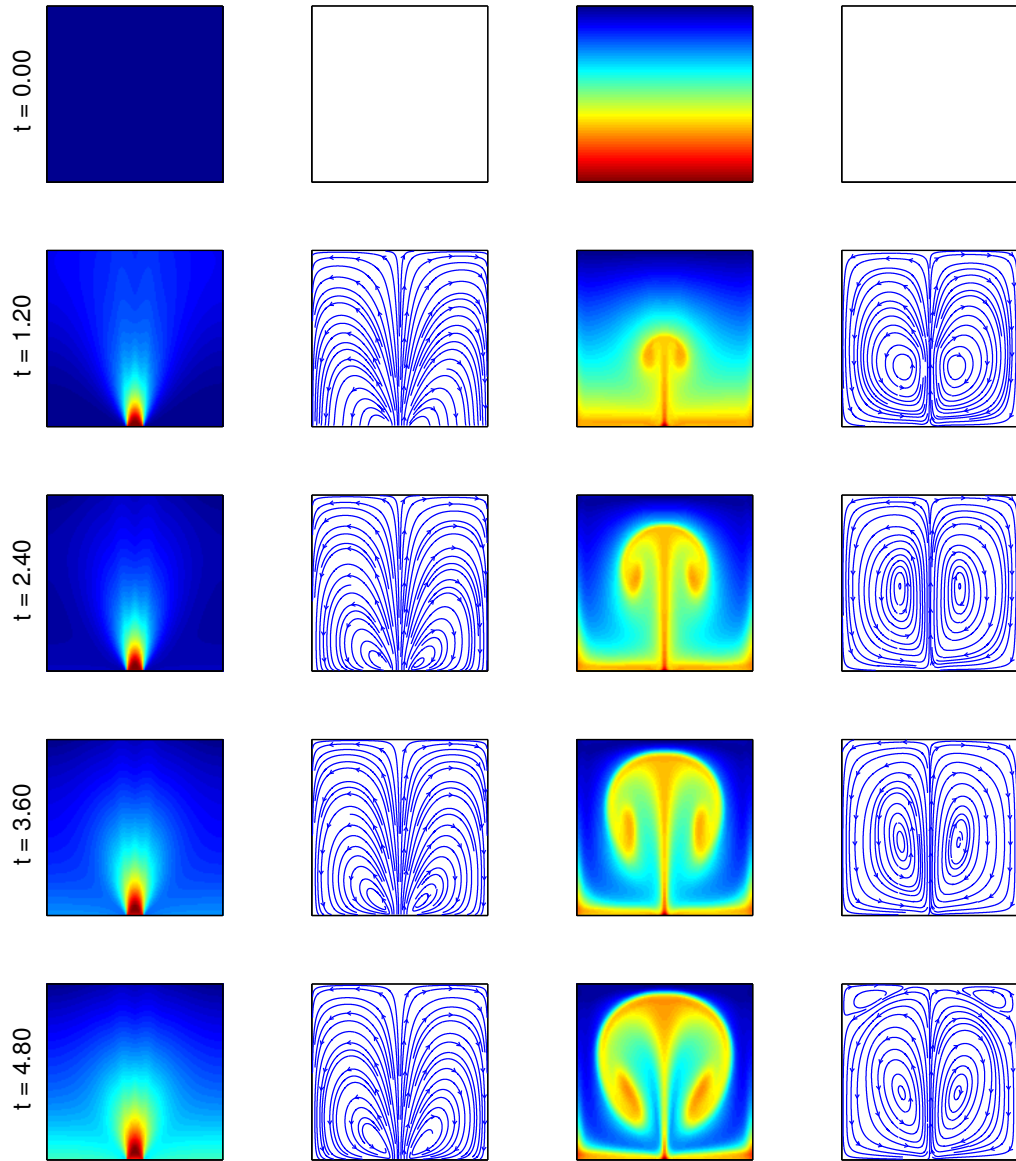 t = 0.00
t = 1.20
t = 2.40
t = 3.60
t = 4.80